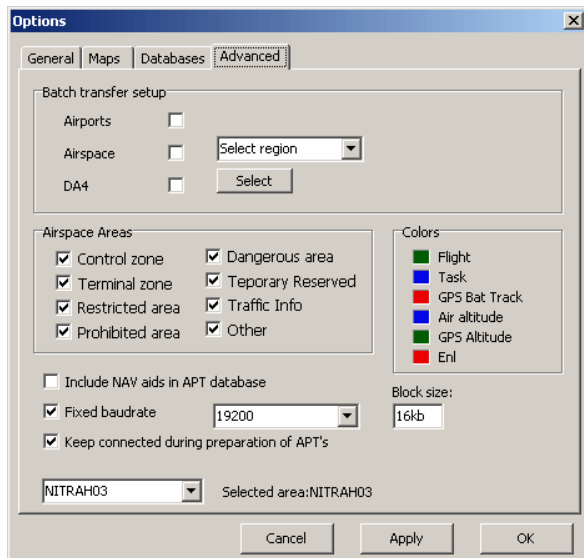 Options
General Maps Databases Advanced
Batch transfer setup
Airports
Airspace Select region
DA4 Select
Airspace Areas
Control zone Dangerous area
Terminal zone Teporary Reserved
Restricted area Traffic Info
Prohibited area Other
Colors
Flight
Task
GPS Bat Track
Air altitude
GPS Altitude
Enl
Include NAV aids in APT database
Block size:
Fixed baudrate 19200 16kb
Keep connected during preparation of APT's
NITRAH03 Selected area:NITRAH03
Cancel Apply OK